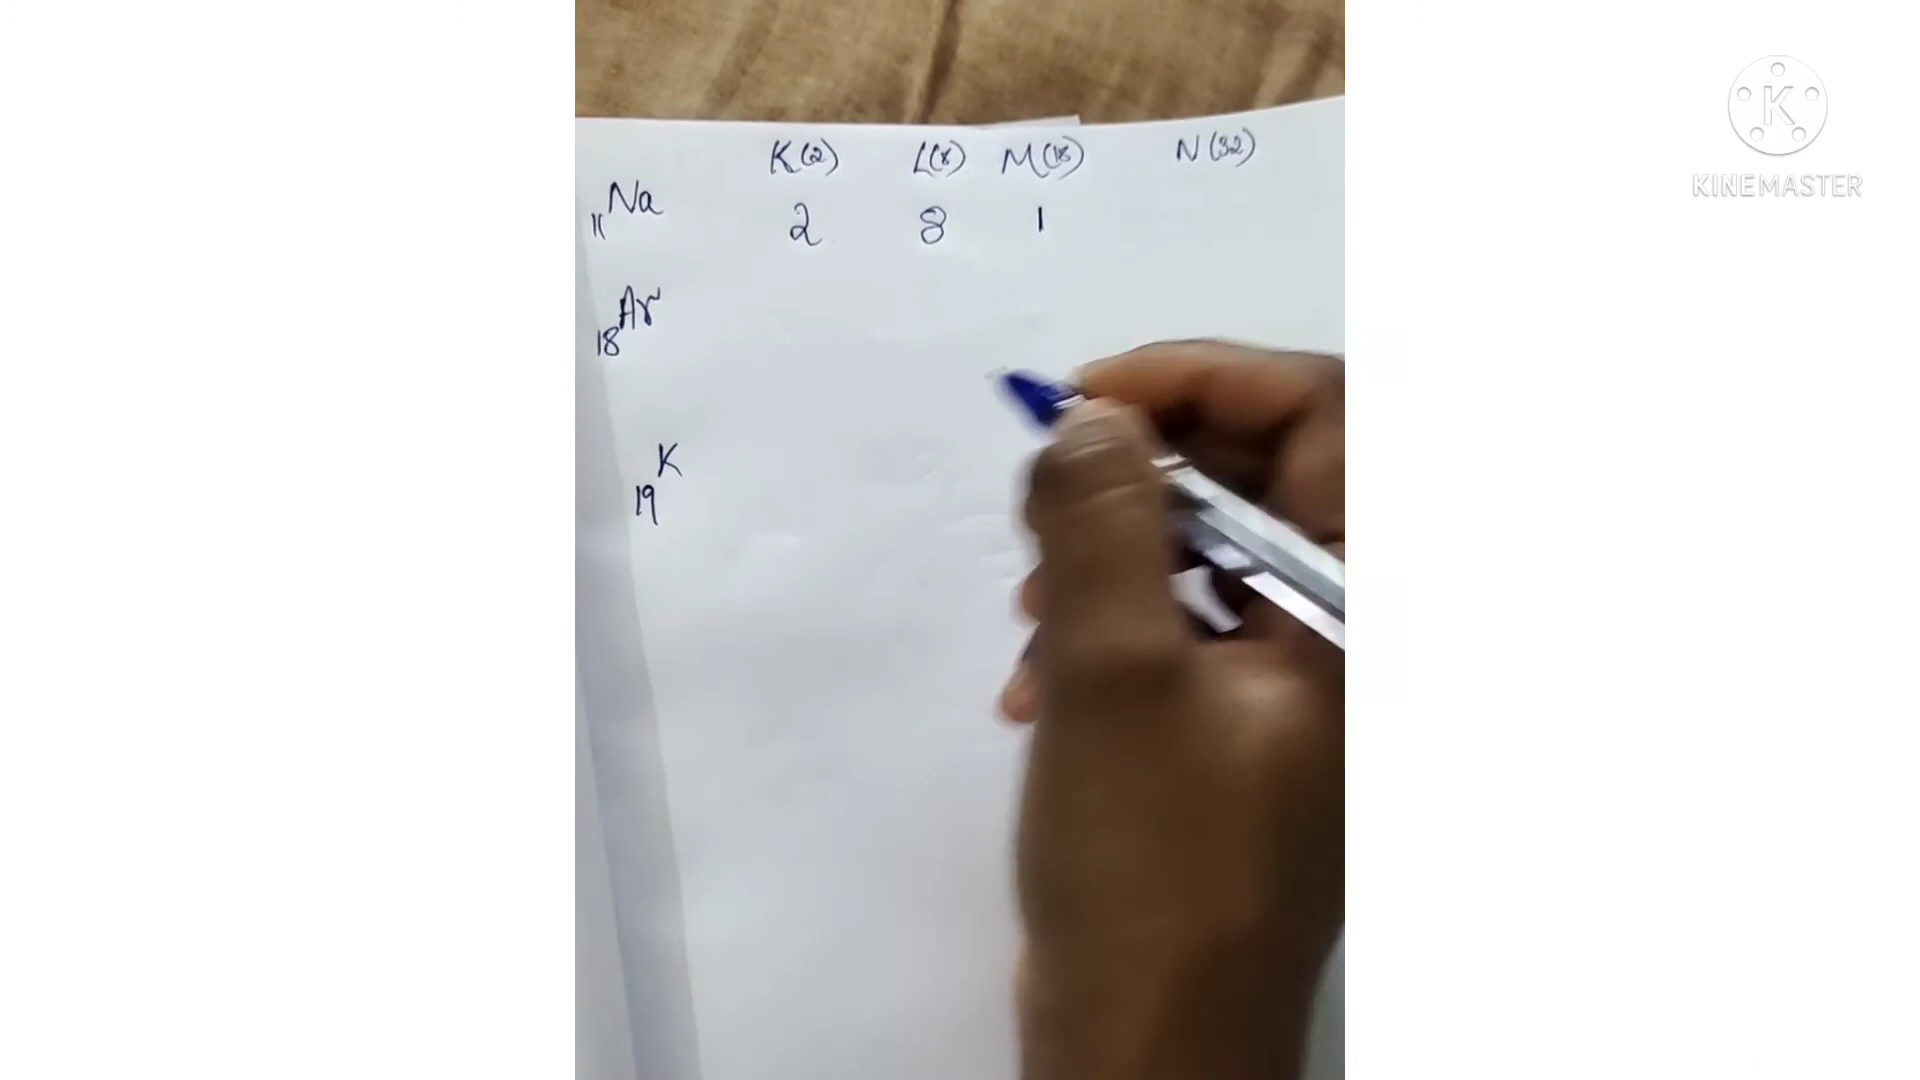 K(2) L(8) M(18) N(32)
11Na 2 8 1
18Ar
19K
K
KINEMASTER